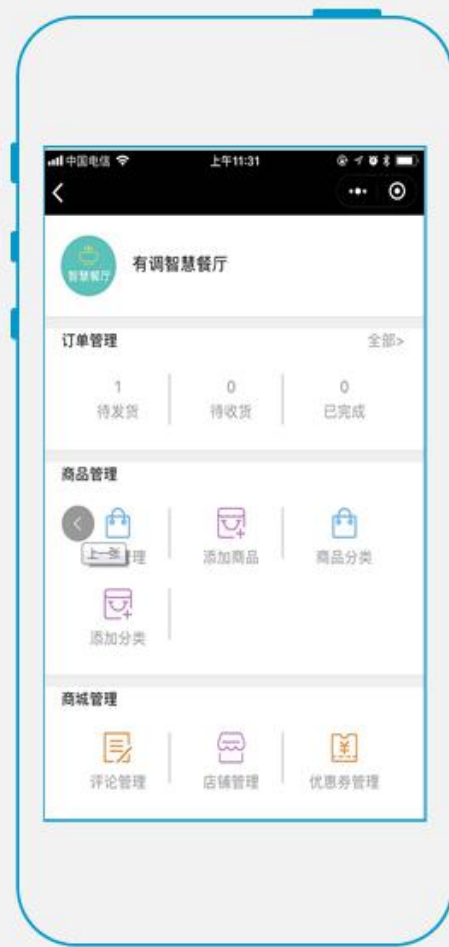 中国电信 上午11:31
智慧餐厅
有调智慧餐厅
订单管理 全部>
1 0 0
待发货 待收货 已完成
商品管理
上一张 理 添加商品 商品分类
添加分类
商城管理
评论管理 店铺管理 优惠券管理